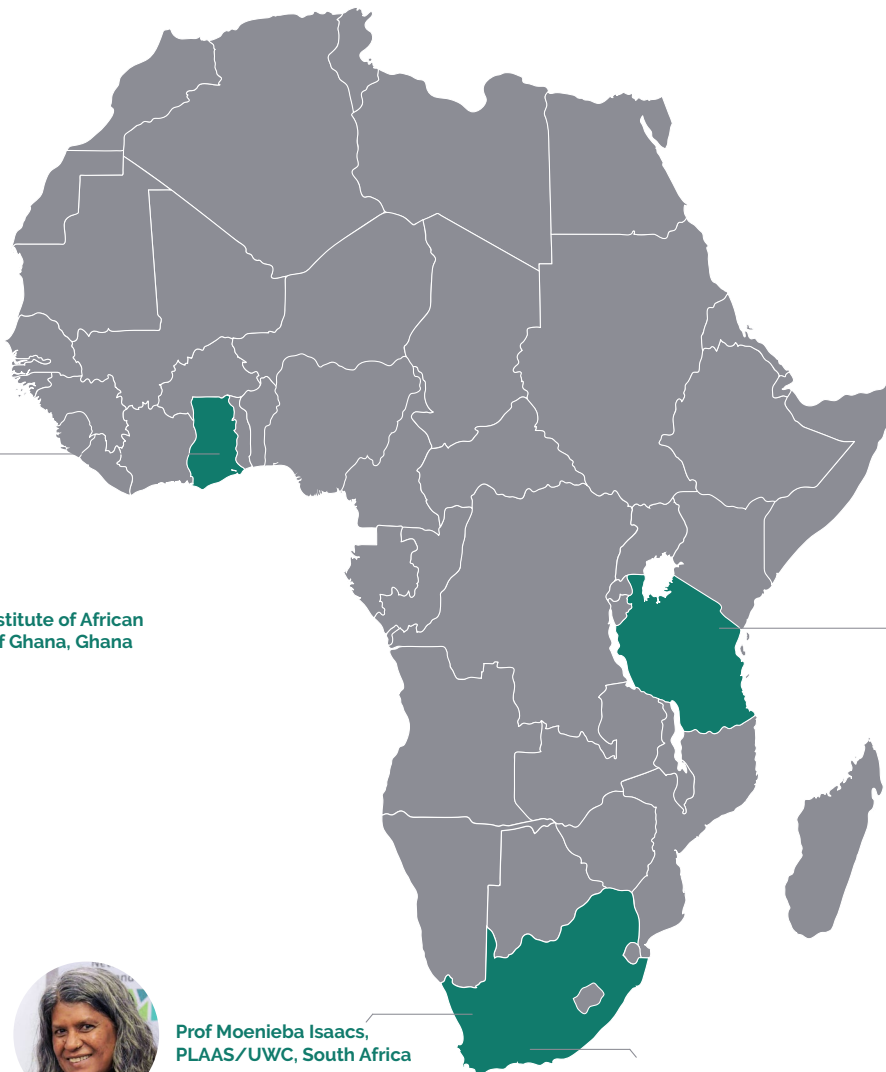 stitute of African
f Ghana, Ghana
Prof Moenieba Isaacs,
PLAAS/UWC, South Africa